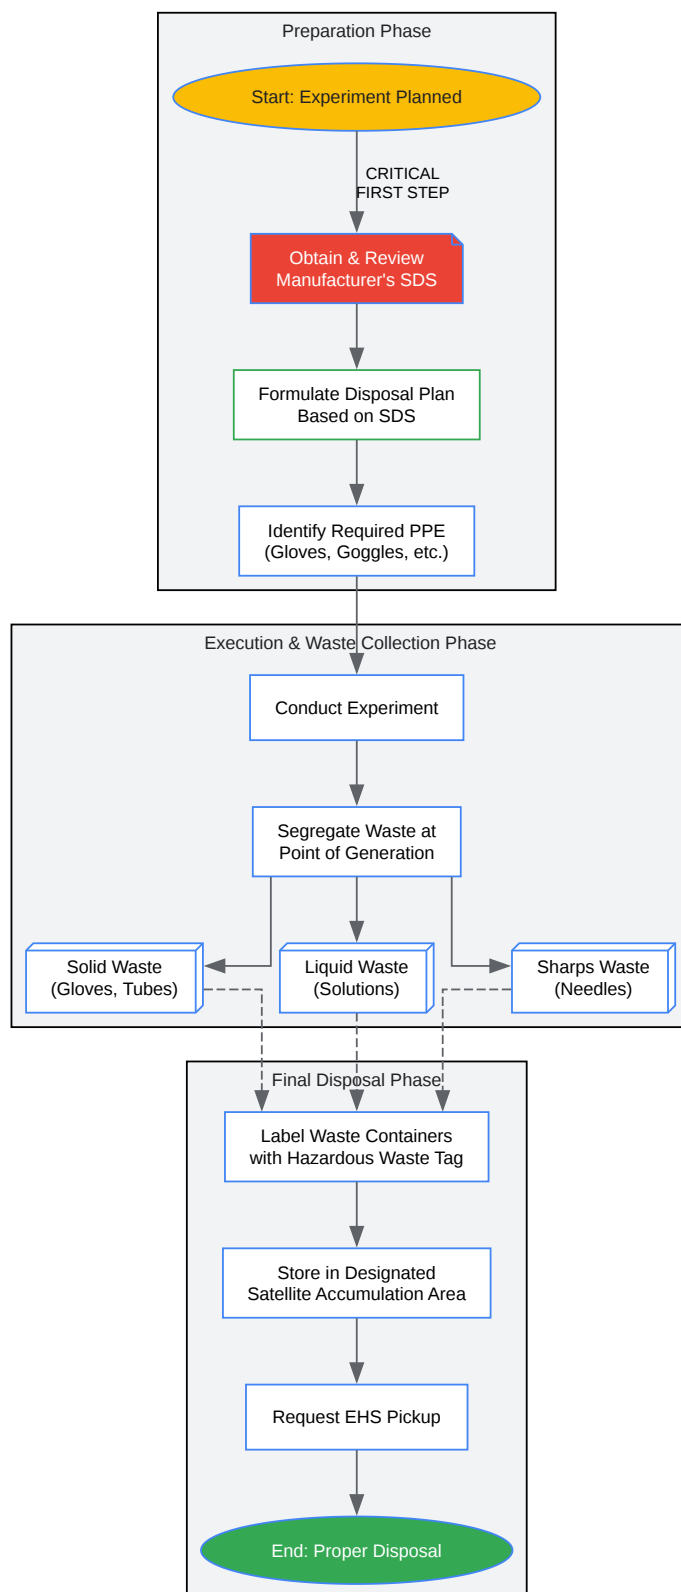 Preparation Phase
Start: Experiment Planned
CRITICAL
FIRST STEP
Obtain & Review
Manufacturer's SDS
Formulate Disposal Plan
Based on SDS
Identify Required PPE
(Gloves, Goggles, etc.)
Execution & Waste Collection Phase
Conduct Experiment
Segregate Waste at
Point of Generation
Solid Waste
(Gloves, Tubes)
Liquid Waste
(Solutions)
Sharps Waste
(Needles)
Final Disposal Phase
Label Waste Containers
with Hazardous Waste Tag
Store in Designated
Satellite Accumulation Area
Request EHS Pickup
End: Proper Disposal